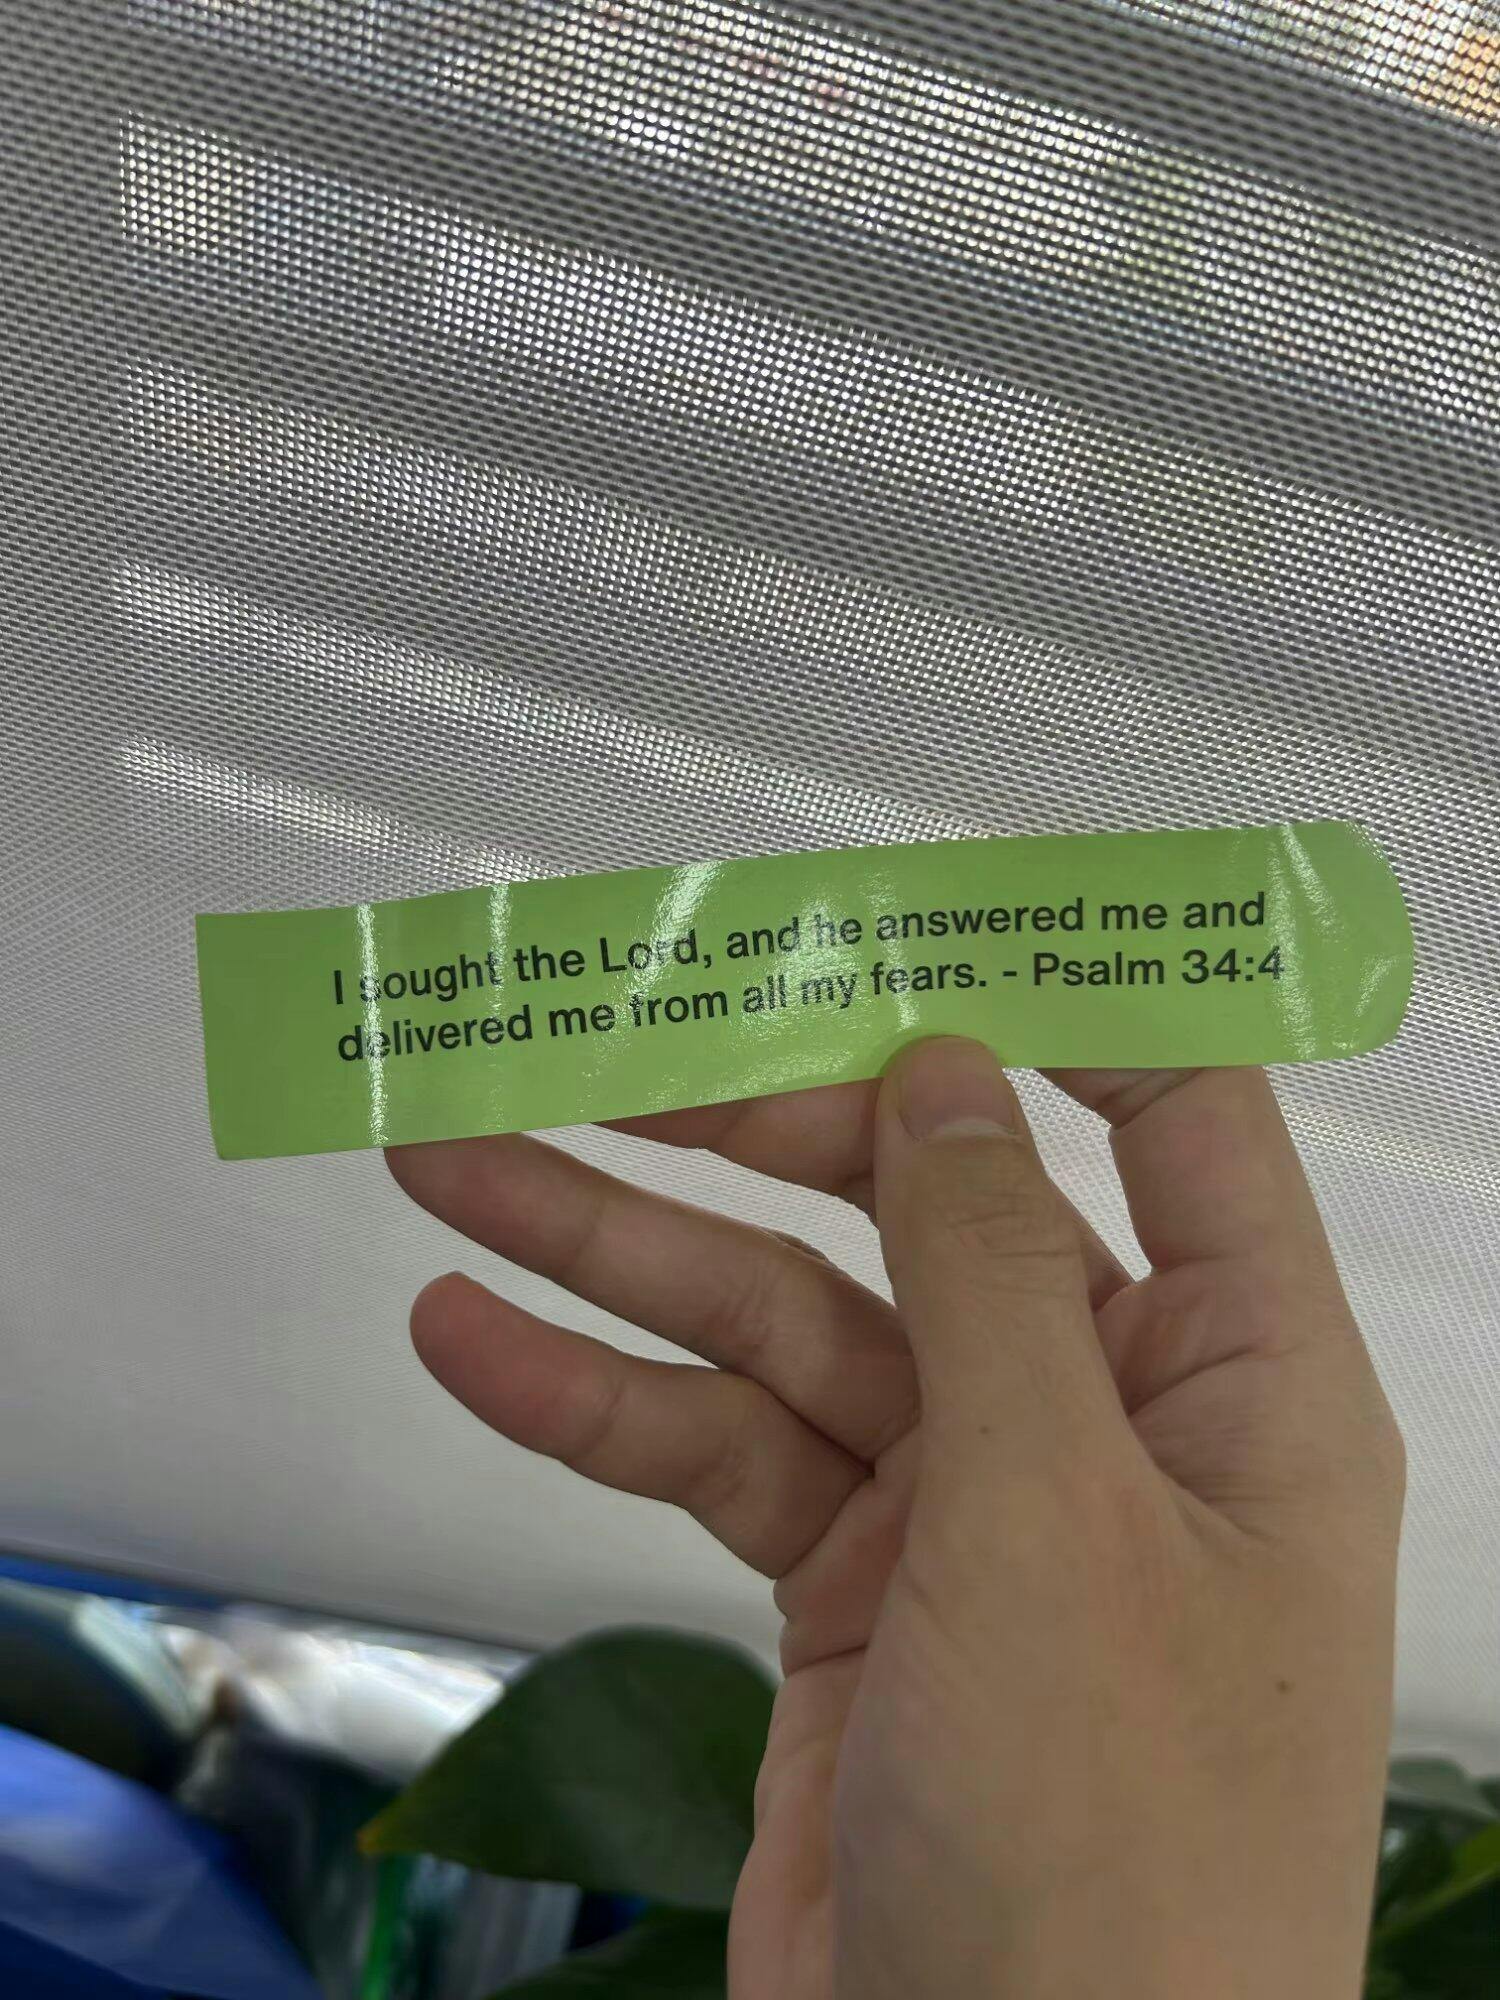 I sought the Lord, and he answered me and
delivered me from all my fears. - Psalm 34:4